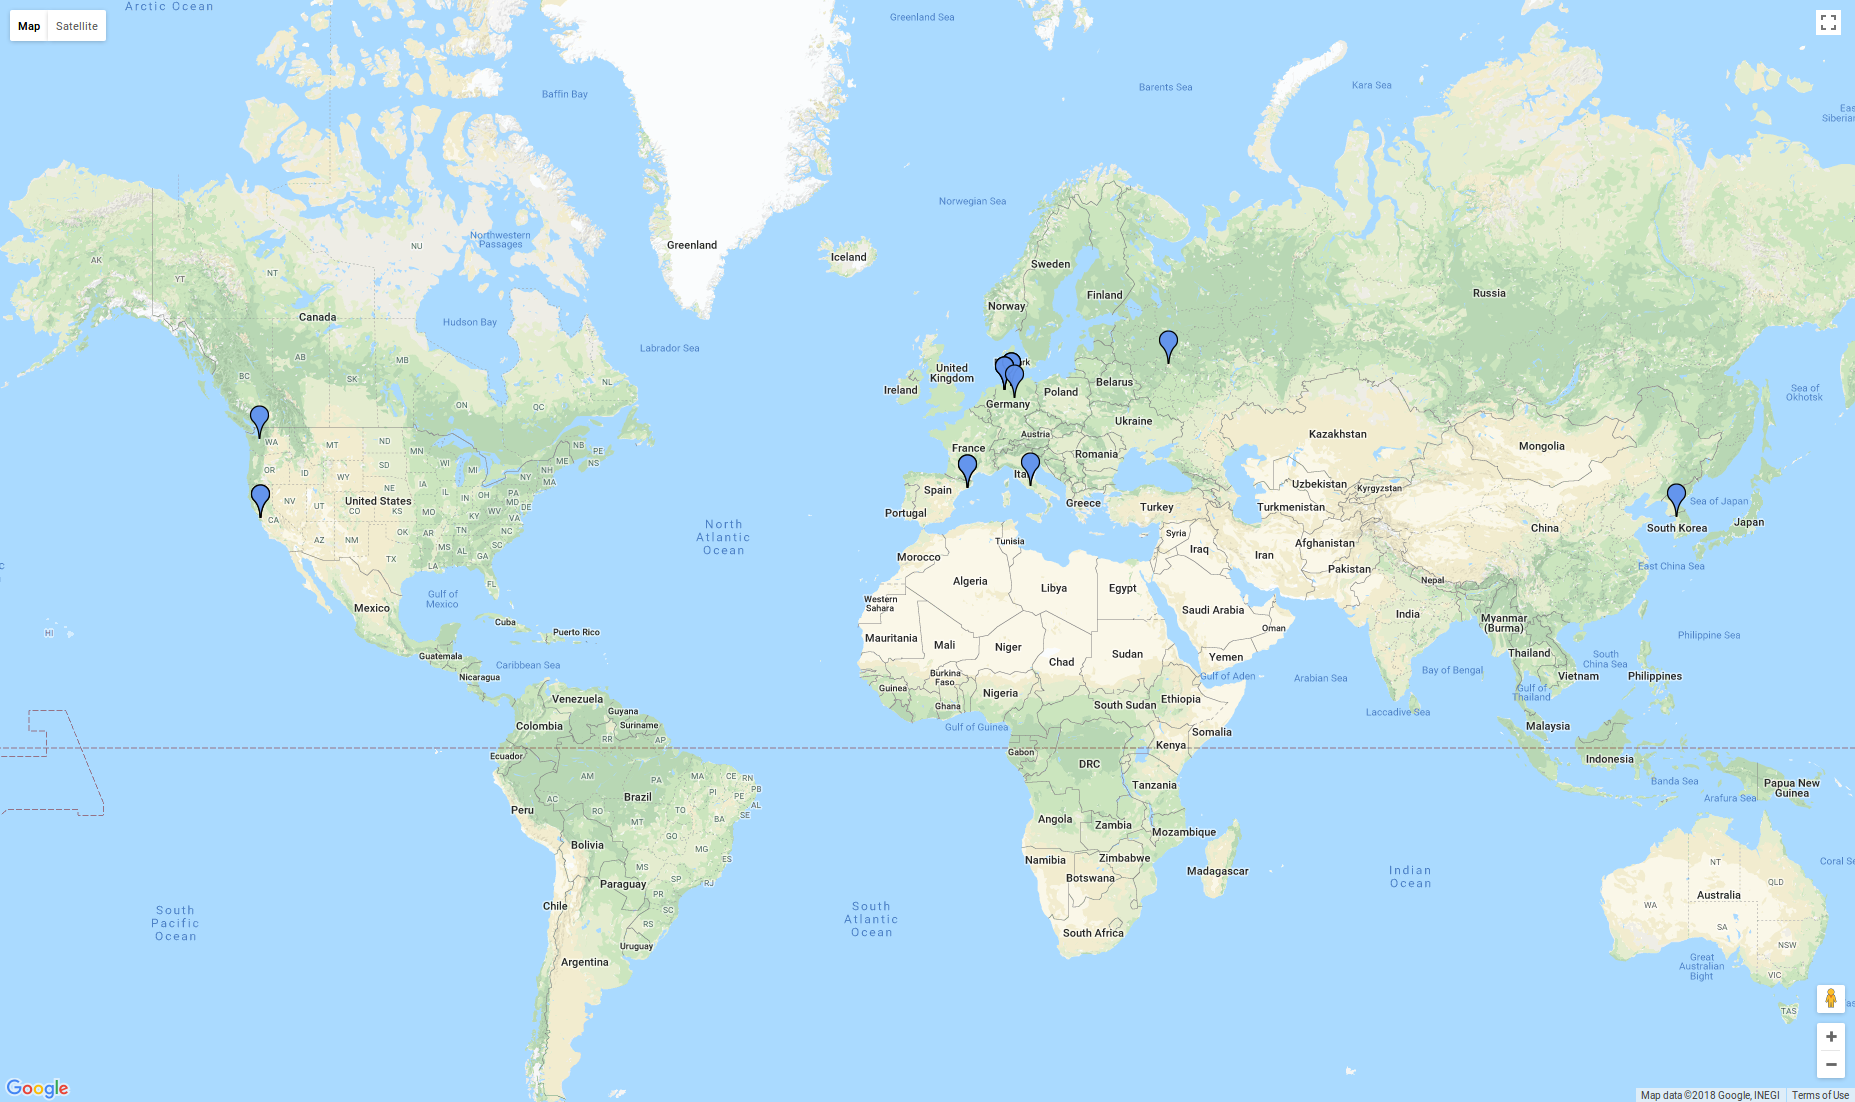 Arctic Ocean
Map
Satellite
Greenland Sea
Barents Sea
Kara Sea
Baffin Bay
East
Siberian
Norwegian Sea
Northwestern
Passages
NU
Greenland
Iceland
AK
YT
NT
Sweden
Finland
Norway
Russia
Canada
Hudson Bay
Labrador Sea
BC
AB
MB
SK
ON
QC
NL
United
Kingdom
Ireland
Belarus
Poland
Germany
Ukraine
Austria
France
Romania
Kazakhstan
Mongolia
Sea of
Okhotsk
WA
MT
ND
MN
OR
ID
SD
WI
MI
NB
PE
NS
NH
MA
WY
NE
IA
IL
IN
OH
PA
NY
NJ
MD
DE
NV
UT
United States
CO
KS
MO
KY
WV
VA
CA
AZ
NM
OK
AR
TN
NC
SC
MS
AL
GA
TX
LA
FL
Spain
Portugal
Greece
Turkey
Uzbekistan
Kyrgyzstan
Turkmenistan
China
Sea of Japan
South Korea
Japan
North
Atlantic
Ocean
Tunisia
Morocco
Syria
Iraq
Iran
Afghanistan
Pakistan
Nepal
East China Sea
Algeria
Libya
Egypt
Western
Sahara
Saudi Arabia
Oman
India
Myanmar
(Burma)
Gulf of
Mexico
Mexico
Cuba
Puerto Rico
HI
Mauritania
Mali
Niger
Chad
Sudan
Yemen
Thailand
Philippine Sea
Guatemala
Nicaragua
Caribbean Sea
Burkina
Faso
Guinea
Ghana
Nigeria
Gulf of Aden
Ethiopia
South Sudan
Somalia
Arabian Sea
Bay of Bengal
Laccadive Sea
South
China Sea
Vietnam
Gulf of
Thailand
Philippines
Malaysia
Venezuela
Guyana
Colombia
Suriname
RR
AP
Ecuador
Gulf of Guinea
Gabon
DRC
Kenya
Tanzania
Indonesia
Banda Sea
Arafura Sea
Papua New
Guinea
AM
PA
MA
CE
RN
PI
PB
PE
AL
SE
AC
RO
TO
BA
Brazil
Peru
MT
GO
MG
ES
Bolivia
MS
SP
RJ
Paraguay
PR
SC
RS
Chile
Uruguay
Argentina
Angola
Zambia
Mozambique
Zimbabwe
Namibia
Botswana
Madagascar
South Africa
South
Pacific
Ocean
South
Atlantic
Ocean
Indian
Ocean
NT
QLD
Australia
WA
SA
NSW
VIC
TAS
Great
Australian
Bight
Google
Map data ©2018 Google, INEGI
Terms of Use